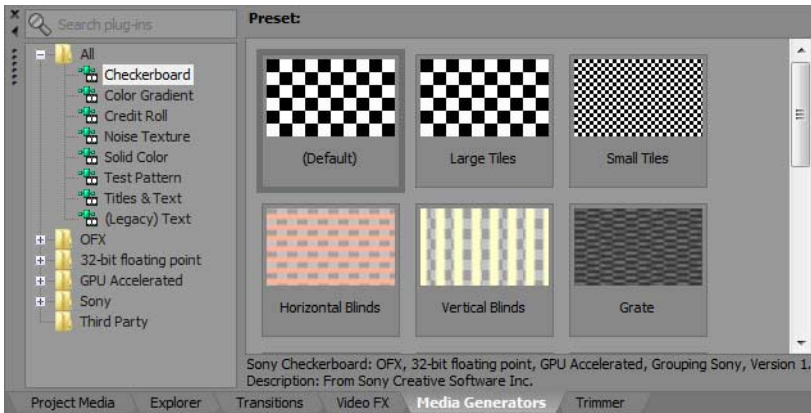 Search plug-ins
All
Checkerboard
Color Gradient
Credit Roll
Noise Texture
Solid Color
Test Pattern
Titles & Text
(Legacy) Text
OFX
32-bit floating point
GPU Accelerated
Sony
Third Party
Preset:
(Default)
Large Tiles
Small Tiles
Horizontal Blinds
Vertical Blinds
Grate
Sony Checkerboard: OFX, 32-bit floating point, GPU Accelerated, Grouping Sony, Version 1.
Description: From Sony Creative Software Inc.
Project Media
Explorer
Transitions
Video FX
Media Generators
Trimmer